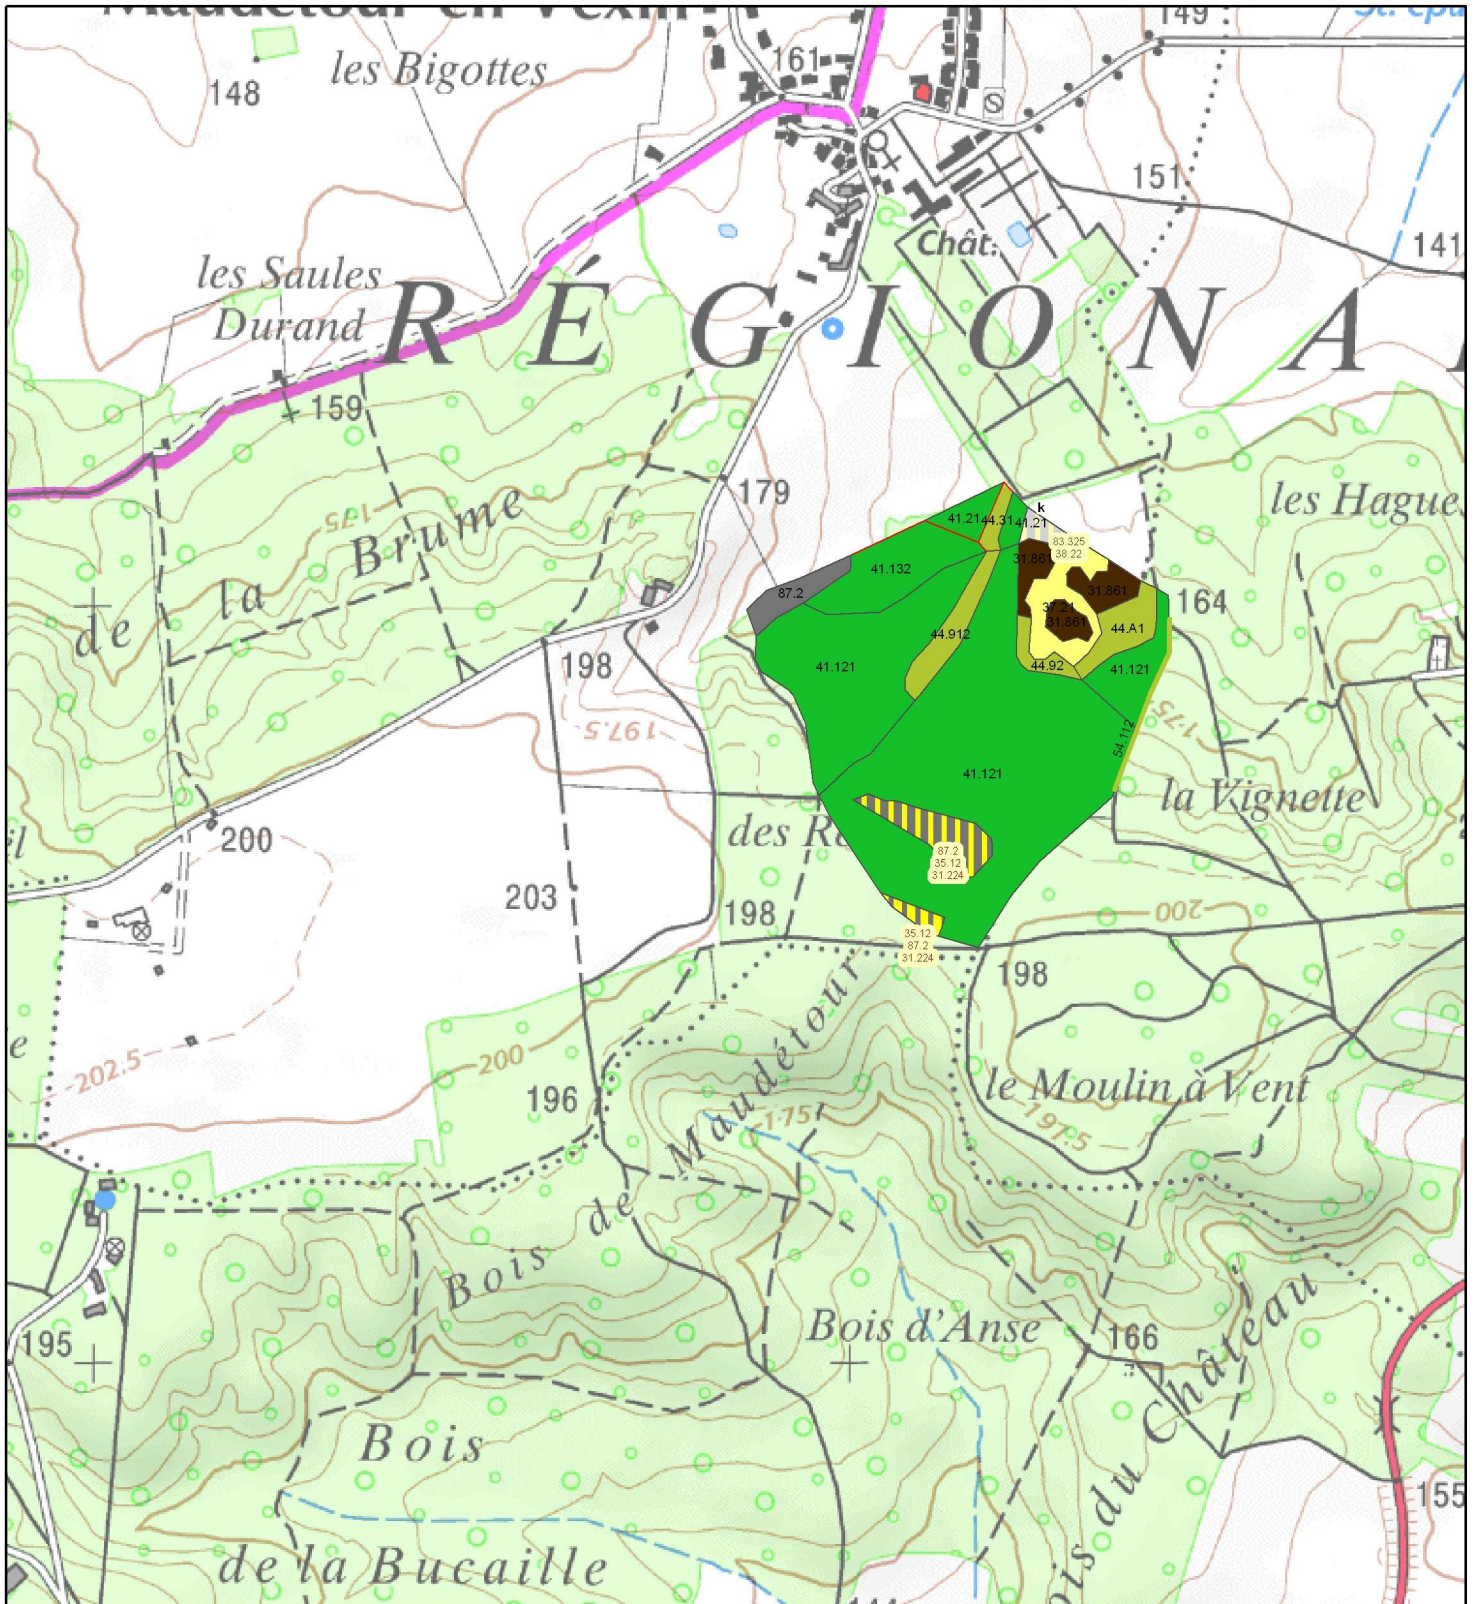 Maudétour-en-Vexin
149
161
les Bigottes
148
151
Chât.
141
les Saules
Durand
RÉGIONA
159
179
les Hague
175
la Brume
de
k
41.21
44.31
41.21
83.325
38.22
31.861
41.132
87.2
31.861
164
37.21
31.861
44.912
44.A1
198
41.121
44.92
41.121
197.5
175
54.112
41.121
la Vignette
200
des Ro
87.2
35.12
31.224
203
198
200
35.12
87.2
31.224
198
e
202.5
200
le Moulin à Vent
196
175
197.5
Bois de Maudétour
195
Bois d'Anse
166
Bois
de la Bucaille
ois du Château
155